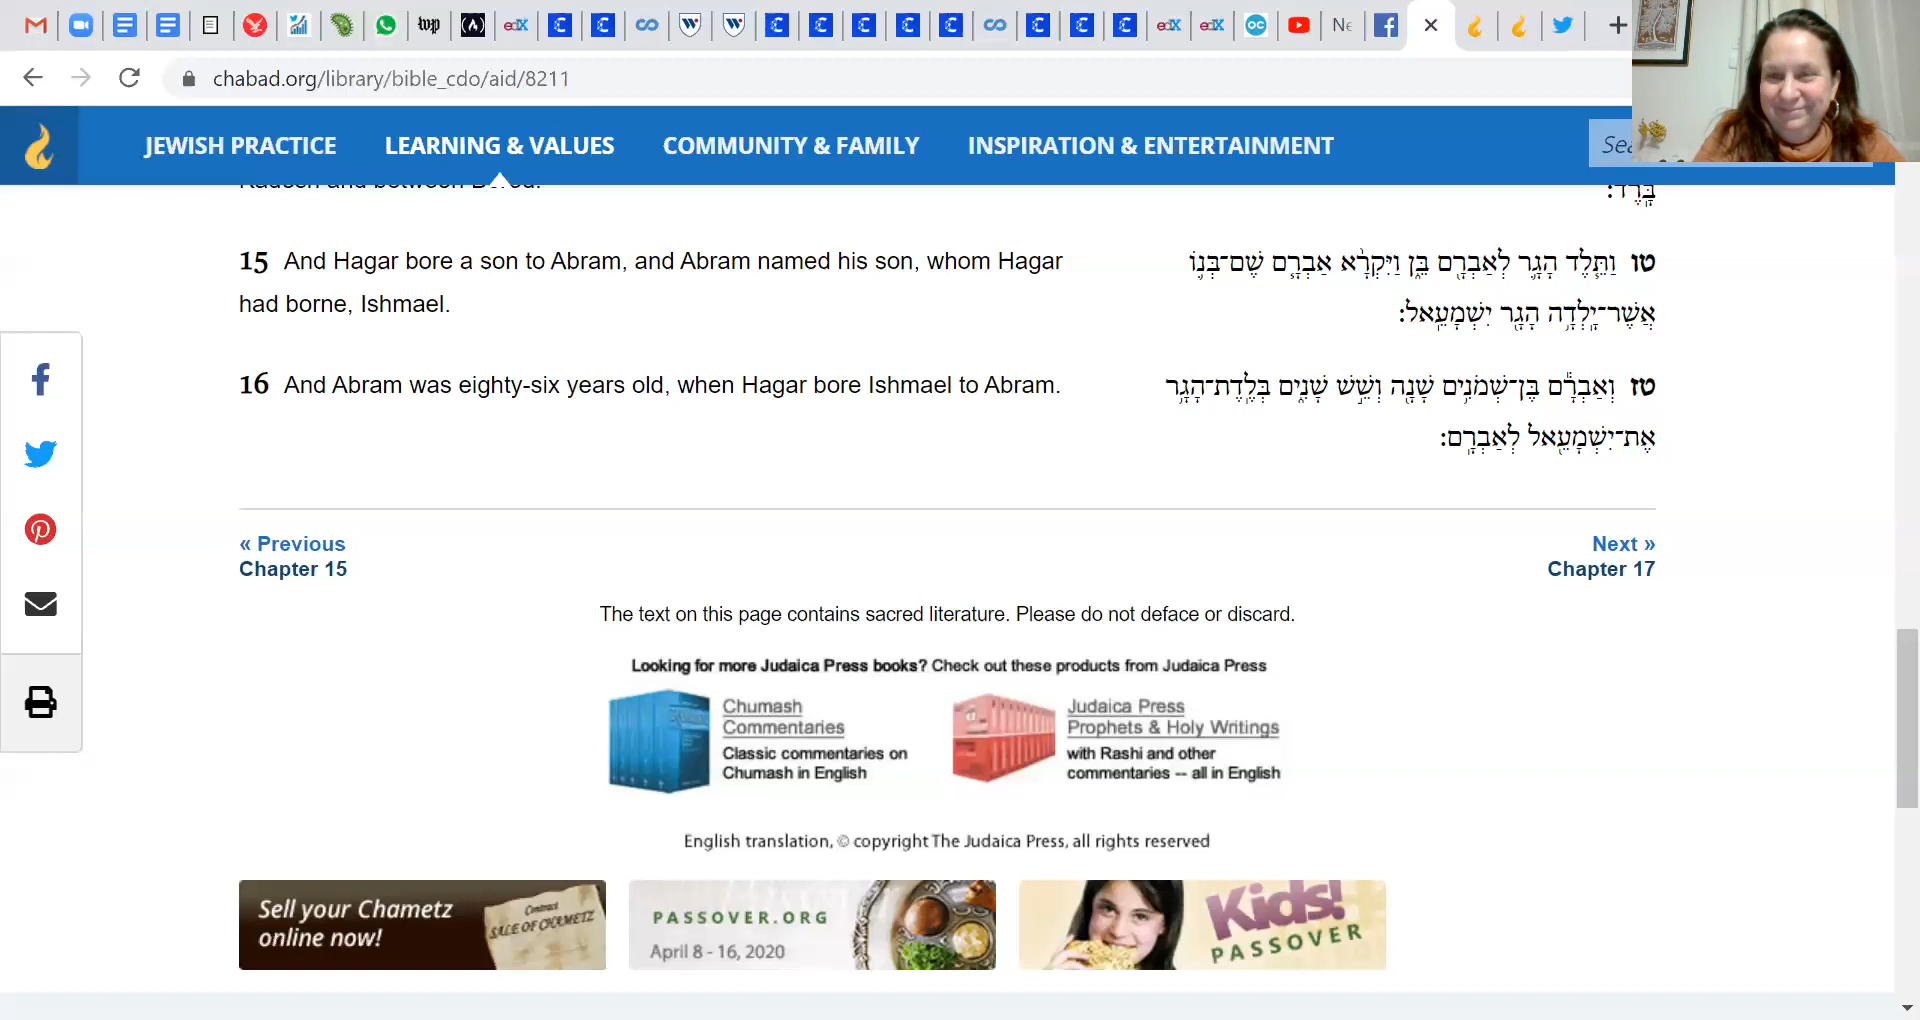 chabad.org/library/bible_cdo/aid/8211
JEWISH PRACTICE LEARNING & VALUES COMMUNITY & FAMILY INSPIRATION & ENTERTAINMENT
and between
בָּרֶד:
15 And Hagar bore a son to Abram, and Abram named his son, whom Hagar
had borne, Ishmael.
טו וַתֵּ֧לֶד הָגָ֛ר לְאַבְרָ֖ם בֵּ֑ן וַיִּקְרָ֨א אַבְרָ֧ם שֶׁם־בְּנ֛וֹ
אֲשֶׁר־יָֽלְדָ֥ה הָגָ֖ר יִשְׁמָעֵֽאל:
16 And Abram was eighty-six years old, when Hagar bore Ishmael to Abram.
טז וְאַבְרָ֕ם בֶּן־שְׁמֹנִ֥ים שָׁנָ֖ה וְשֵׁ֣שׁ שָׁנִ֑ים בְּלֶֽדֶת־הָגָ֥ר
אֶת־יִשְׁמָעֵ֖אל לְאַבְרָֽם:
« Previous
Chapter 15
Next »
Chapter 17
The text on this page contains sacred literature. Please do not deface or discard.
Looking for more Judaica Press books? Check out these products from Judaica Press
Chumash
Commentaries
Classic commentaries on
Chumash in English
Judaica Press
Prophets & Holy Writings
with Rashi and other
commentaries -- all in English
English translation, © copyright The Judaica Press, all rights reserved
Sell your Chametz
online now!
Contract
SALE OF CHAMETZ
PASSOVER.ORG
April 8 - 16, 2020
Kids!
PASSOVER